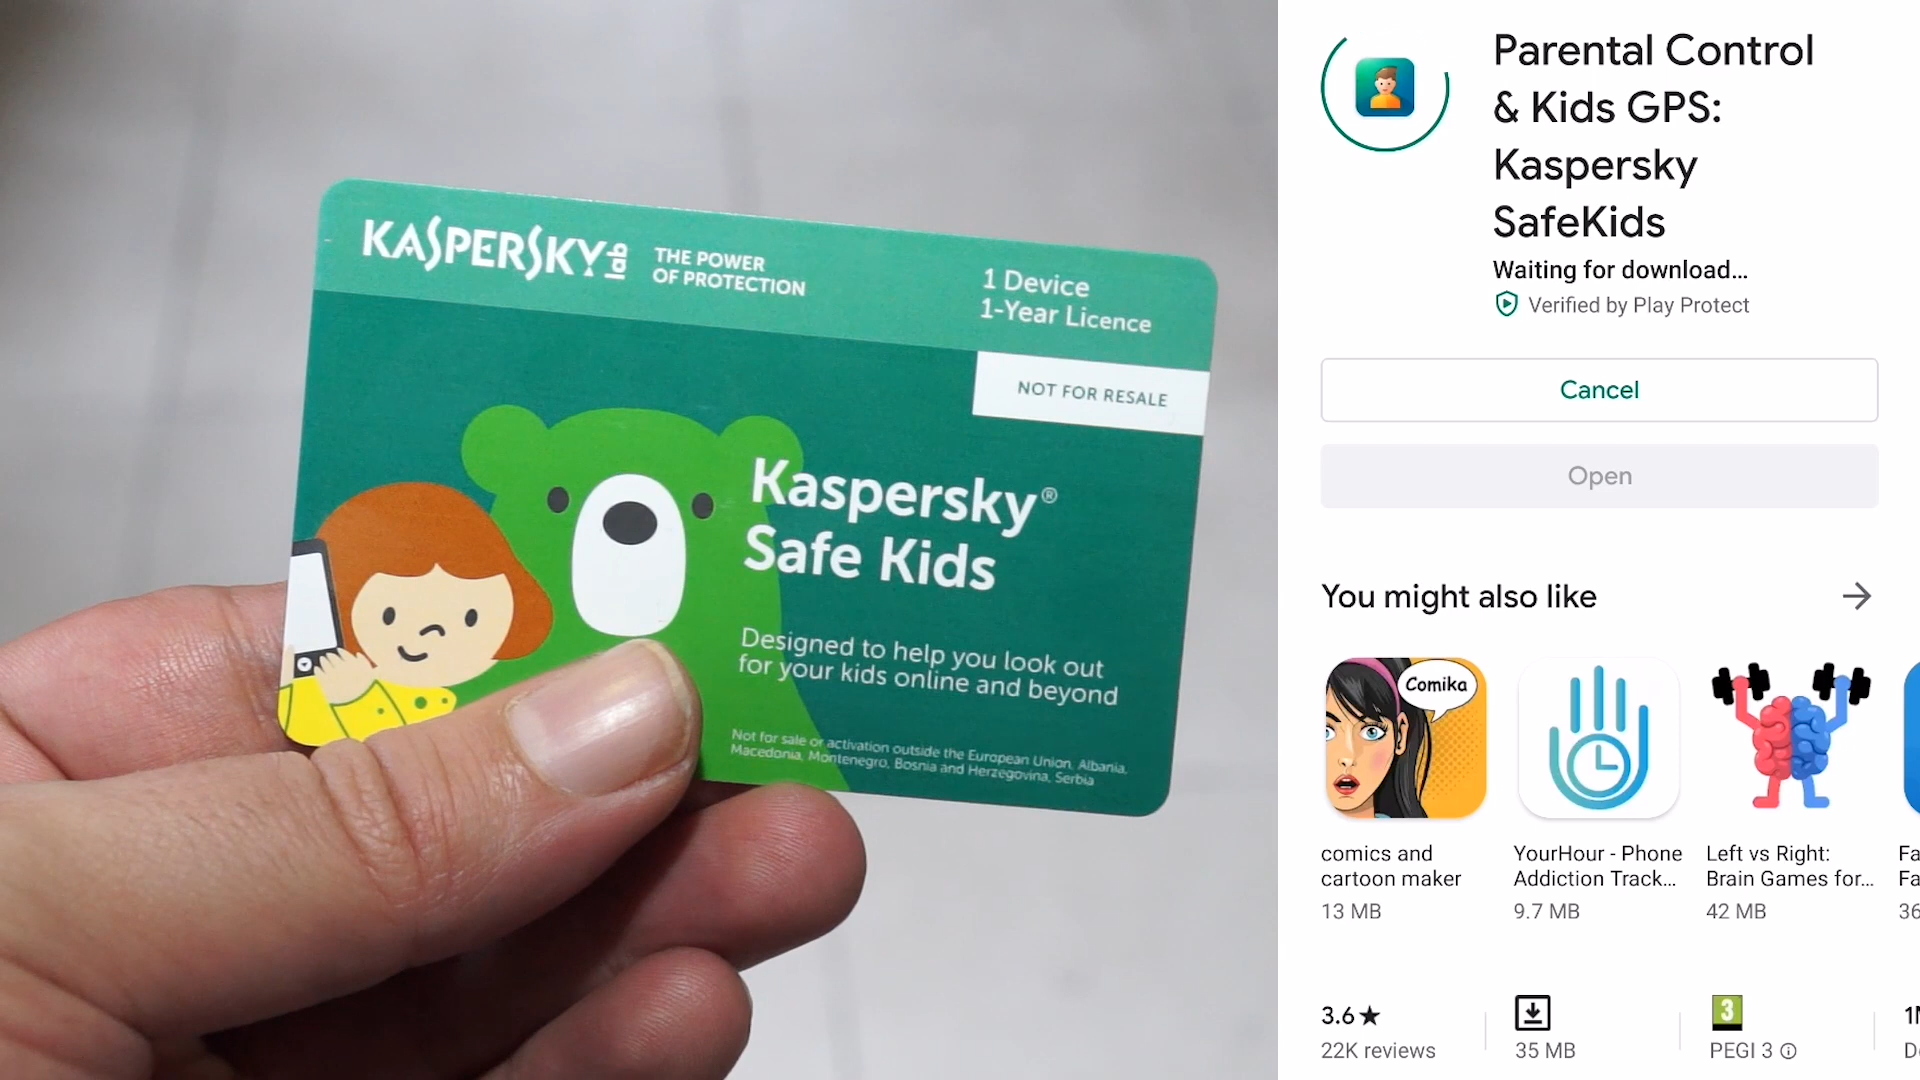 KASPERSKY lab
THE POWER
OF PROTECTION
1 Device
1-Year Licence
NOT FOR RESALE
Kaspersky®
Safe Kids
Designed to help you look out
for your kids online and beyond
Not for sale or activation outside the European Union, Albania,
Macedonia, Montenegro, Bosnia and Herzegovina, Serbia
Parental Control
& Kids GPS:
Kaspersky
SafeKids
Waiting for download...
Verified by Play Protect
Cancel
Open
You might also like
Comika
comics and
cartoon maker
13 MB
YourHour - Phone
Addiction Track...
9.7 MB
Left vs Right:
Brain Games for...
42 MB
3.6★
22K reviews
35 MB
3
PEGI 3